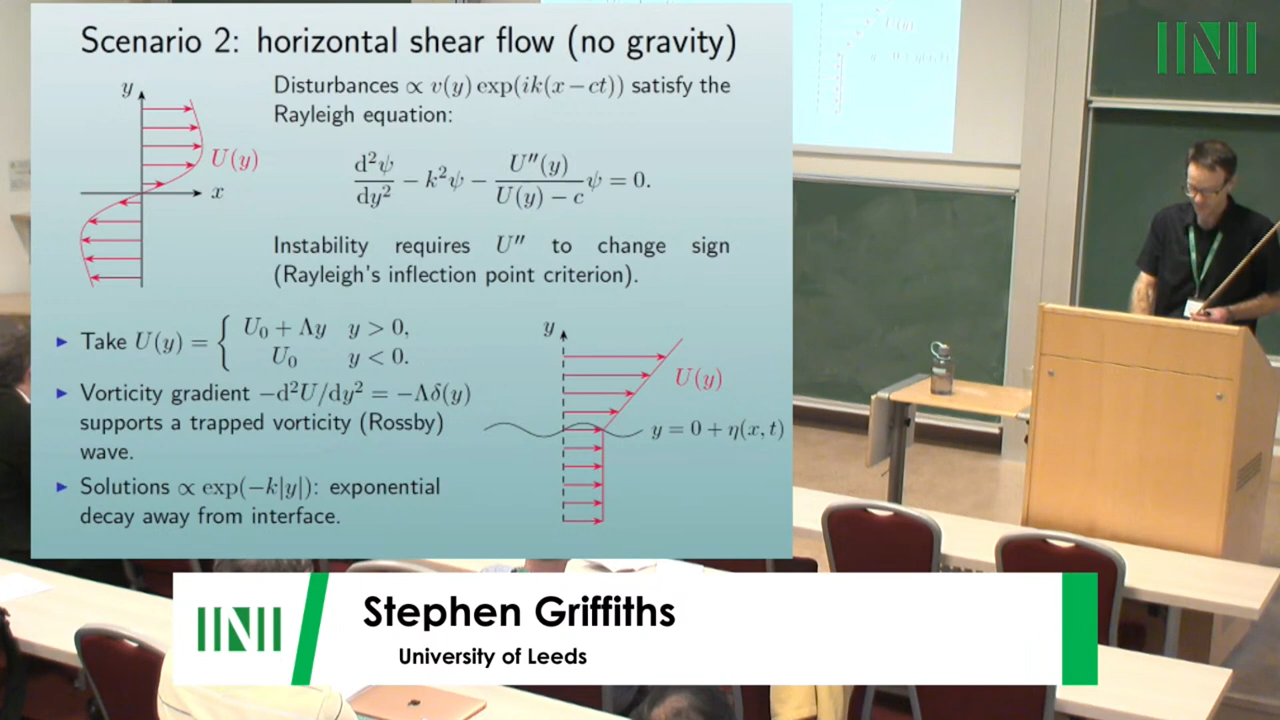 Scenario 2: horizontal shear flow (no gravity)
y
U(y)
x
Disturbances ∝ v(y) exp(ik(x−ct)) satisfy the
Rayleigh equation:
d²ψ/dy² − k²ψ − U″(y)/(U(y) − c) ψ = 0.
Instability requires U″ to change sign
(Rayleigh's inflection point criterion).
▸ Take U(y) = { U₀ + Λy y > 0,
U₀ y < 0.
▸ Vorticity gradient −d²U/dy² = −Λδ(y)
supports a trapped vorticity (Rossby)
wave.
▸ Solutions ∝ exp(−k|y|): exponential
decay away from interface.
y
U(y)
y = 0 + η(x, t)
Stephen Griffiths
University of Leeds